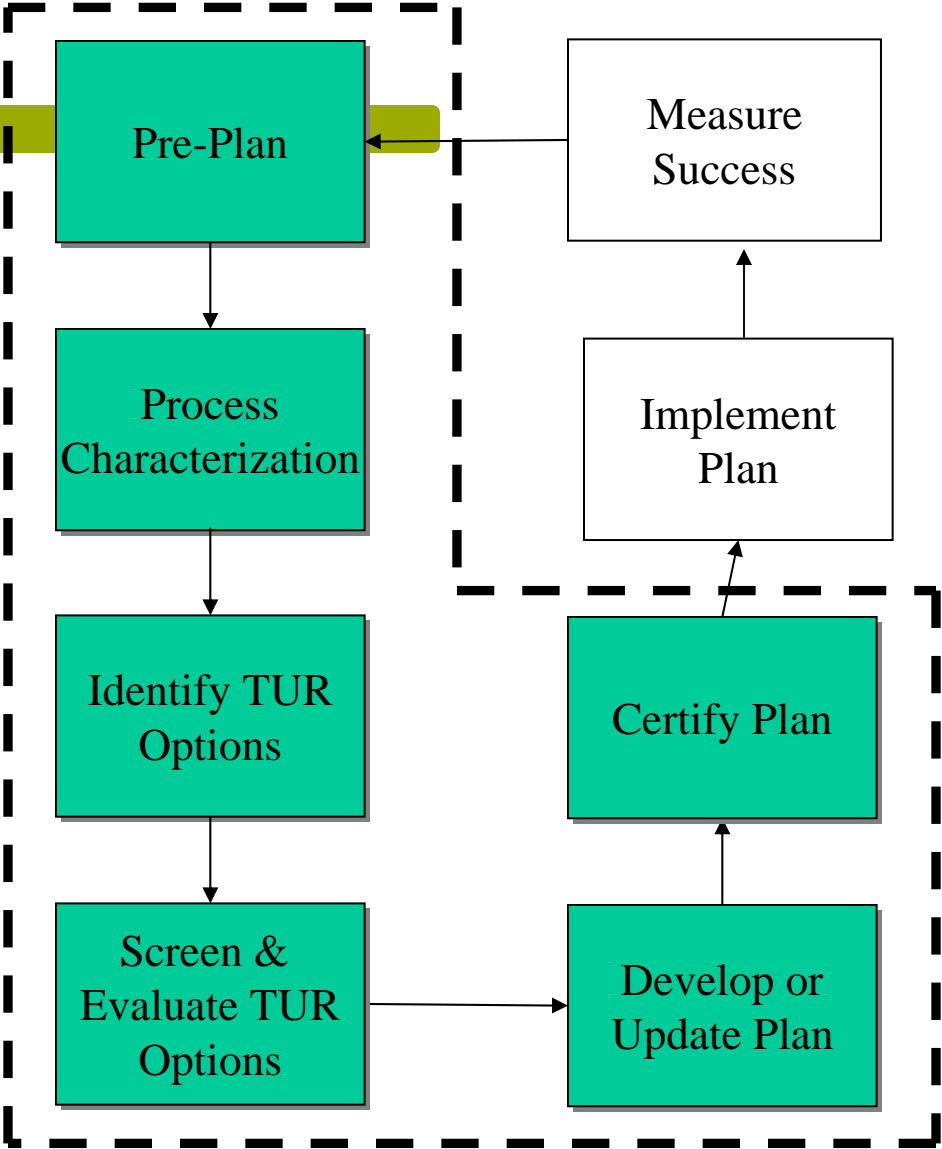 Pre-Plan
Process
Characterization
Identify TUR
Options
Screen &
Evaluate TUR
Options
Develop or
Update Plan
Certify Plan
Implement
Plan
Measure
Success